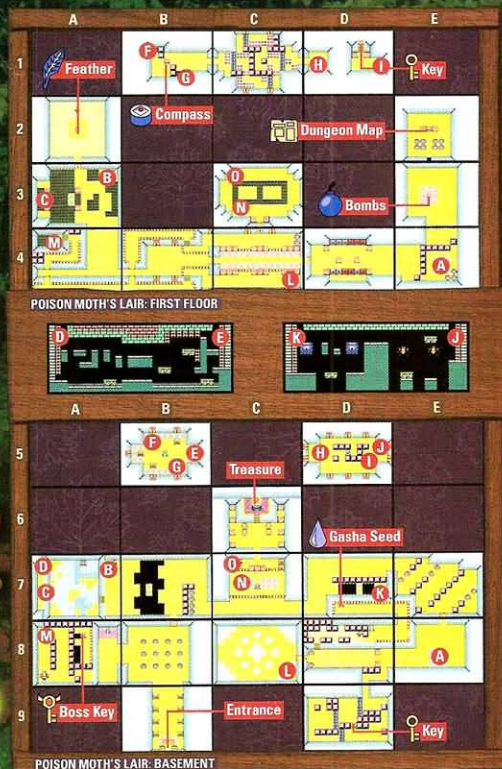 A B C D E
1 F G H I Key
Feather
Compass
2 Dungeon Map
B O
3 C N Bombs
M
4 L A
POISON MOTH'S LAIR: FIRST FLOOR
D E K J
A B C D E
5 F E H J
G I
Treasure
6
Gasha Seed
D B O
7 C N K
M
8 L A
Boss Key Entrance Key
9
POISON MOTH'S LAIR: BASEMENT